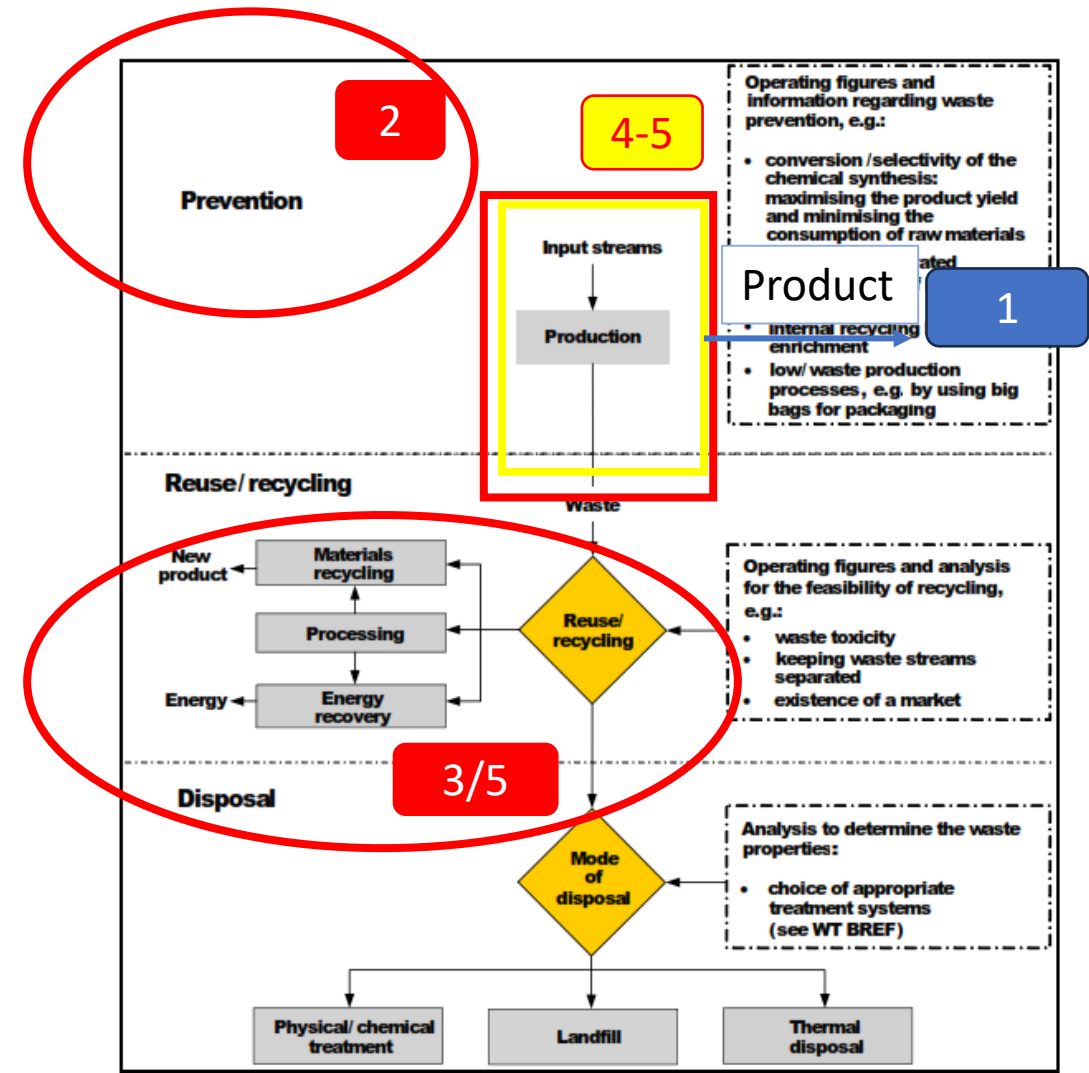 2
4-5
Prevention
Input streams
Production
Operating figures and
information regarding waste
prevention, e.g.:
• conversion/selectivity of the
chemical synthesis:
maximising the product yield
and minimising the
consumption of raw materials
Product
1
• internal recycling
enrichment
• low/ waste production
processes, e.g. by using big
bags for packaging
Reuse/ recycling
Waste
New
product
Materials
recycling
Processing
Energy
Energy
recovery
Reuse/
recycling
Operating figures and analysis
for the feasibility of recycling,
e.g.:
• waste toxicity
• keeping waste streams
separated
• existence of a market
3/5
Disposal
Mode
of
disposal
Analysis to determine the waste
properties:
• choice of appropriate
treatment systems
(see WT BREF)
Physical/ chemical
treatment
Landfill
Thermal
disposal